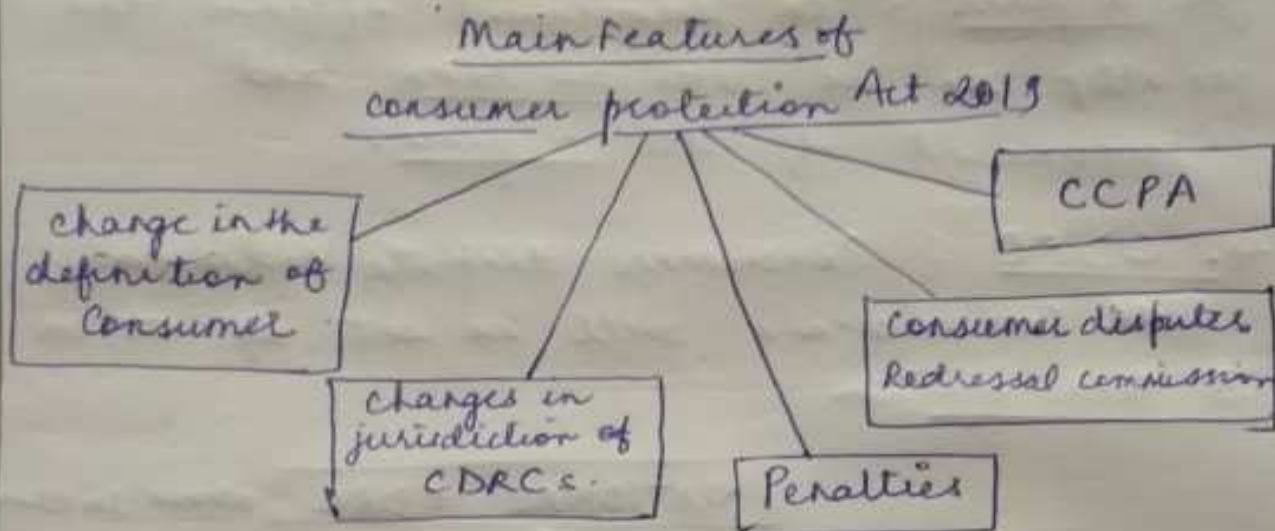 Main Features of
consumer protection Act 2019
change in the
definition of
Consumer
changes in
jurisdiction of
CDRCs.
Penalties
consumer disputes
Redressal commission
CCPA